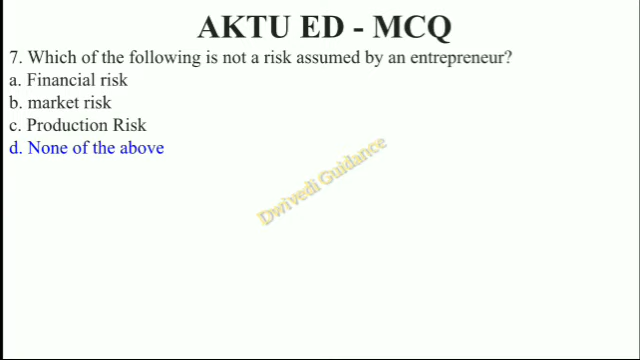 AKTU ED - MCQ
7. Which of the following is not a risk assumed by an entrepreneur?
a. Financial risk
b. market risk
c. Production Risk
d. None of the above
Dwivedi Guidance